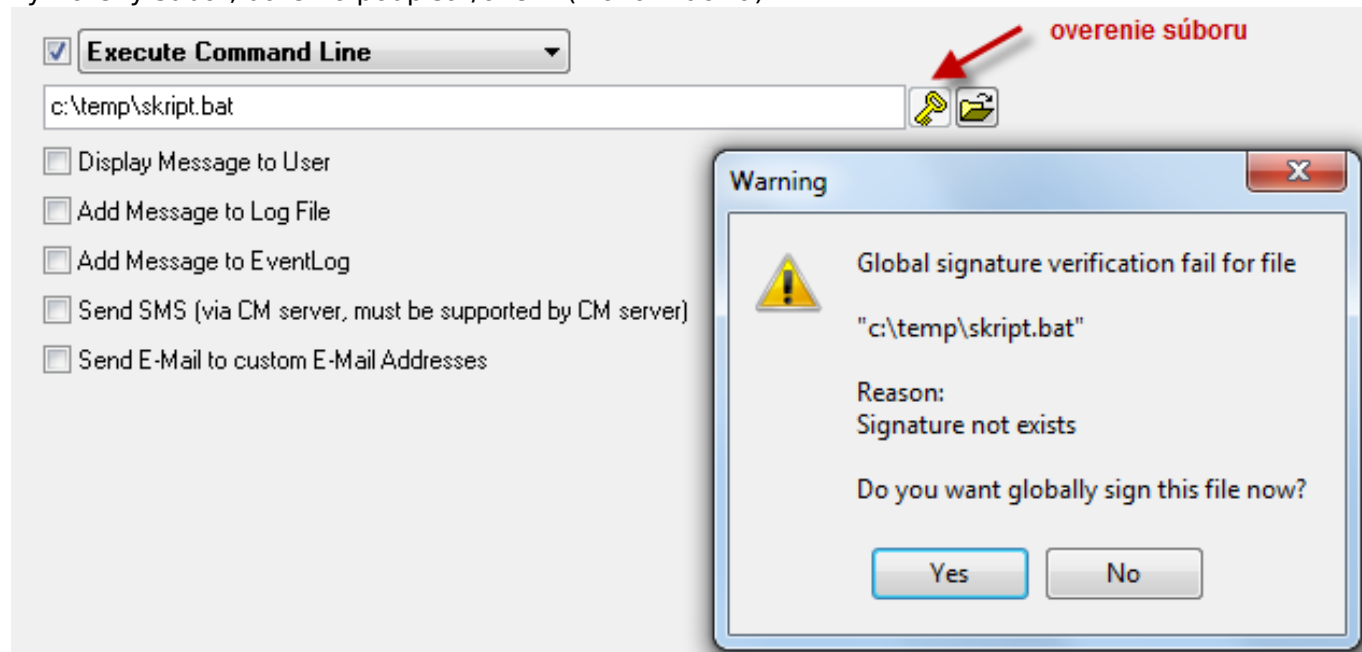 overenie súboru
Execute Command Line
c:\temp\skript.bat
Display Message to User
Add Message to Log File
Add Message to EventLog
Send SMS (via CM server, must be supported by CM server)
Send E-Mail to custom E-Mail Addresses
Warning
Global signature verification fail for file
"c:\temp\skript.bat"
Reason:
Signature not exists
Do you want globally sign this file now?
Yes
No